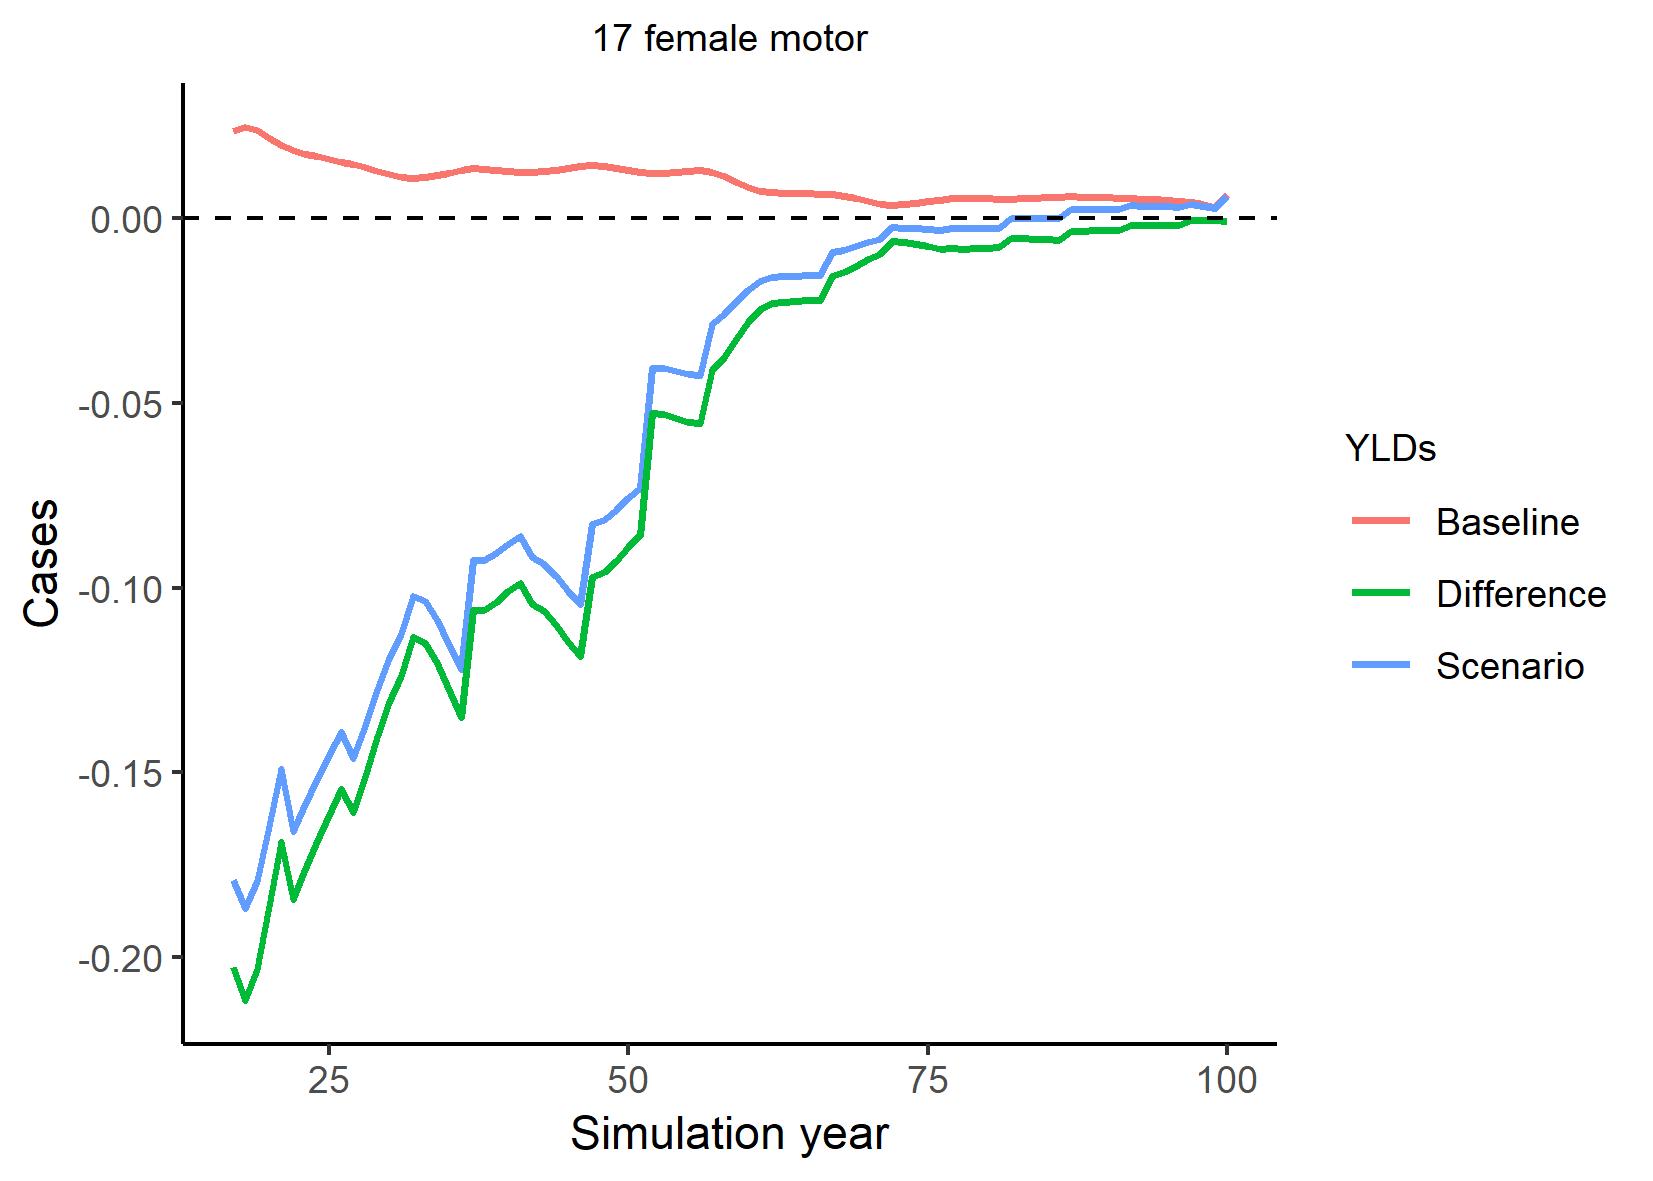 17 female motor
0.00
-0.05
-0.10
-0.15
-0.20
Cases
25 50 75 100
Simulation year
YLDs
Baseline
Difference
Scenario